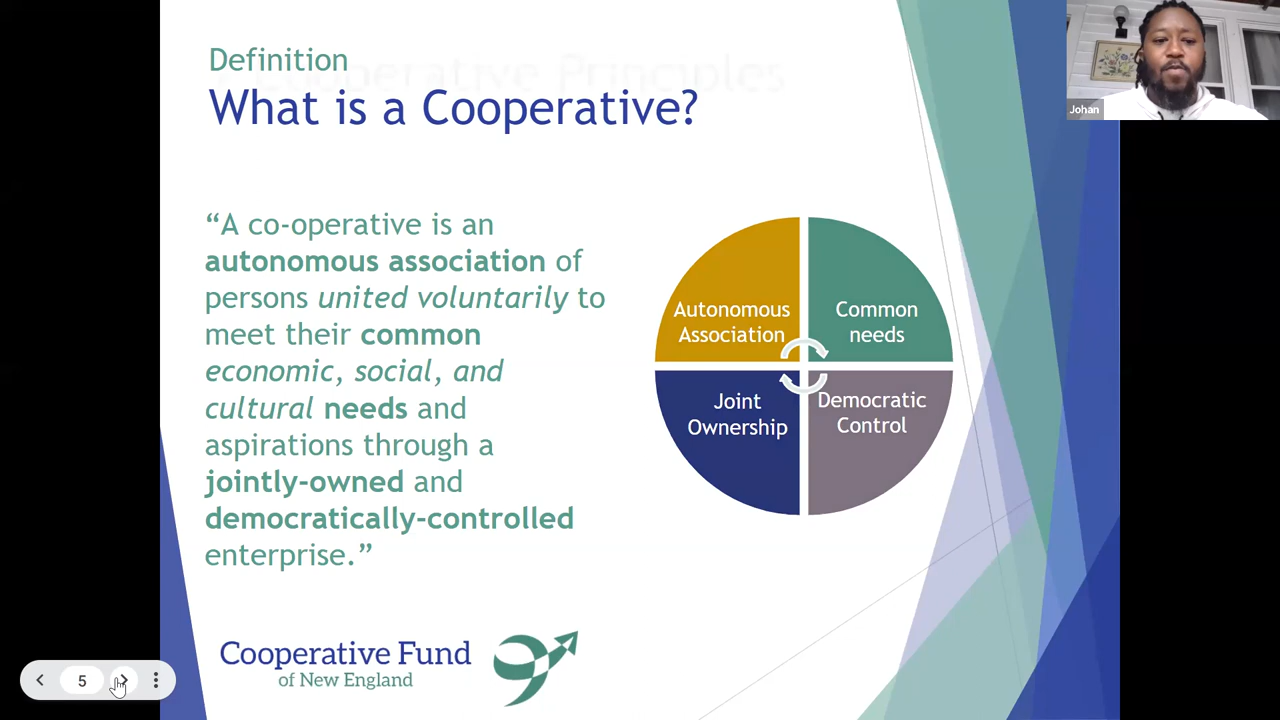 Definition
Cooperative Principles
What is a Cooperative?
“A co-operative is an
autonomous association of
persons united voluntarily to
meet their common
economic, social, and
cultural needs and
aspirations through a
jointly-owned and
democratically-controlled
enterprise.”
Autonomous
Association
Common
needs
Joint
Ownership
Democratic
Control
Cooperative Fund
of New England
Johan
5